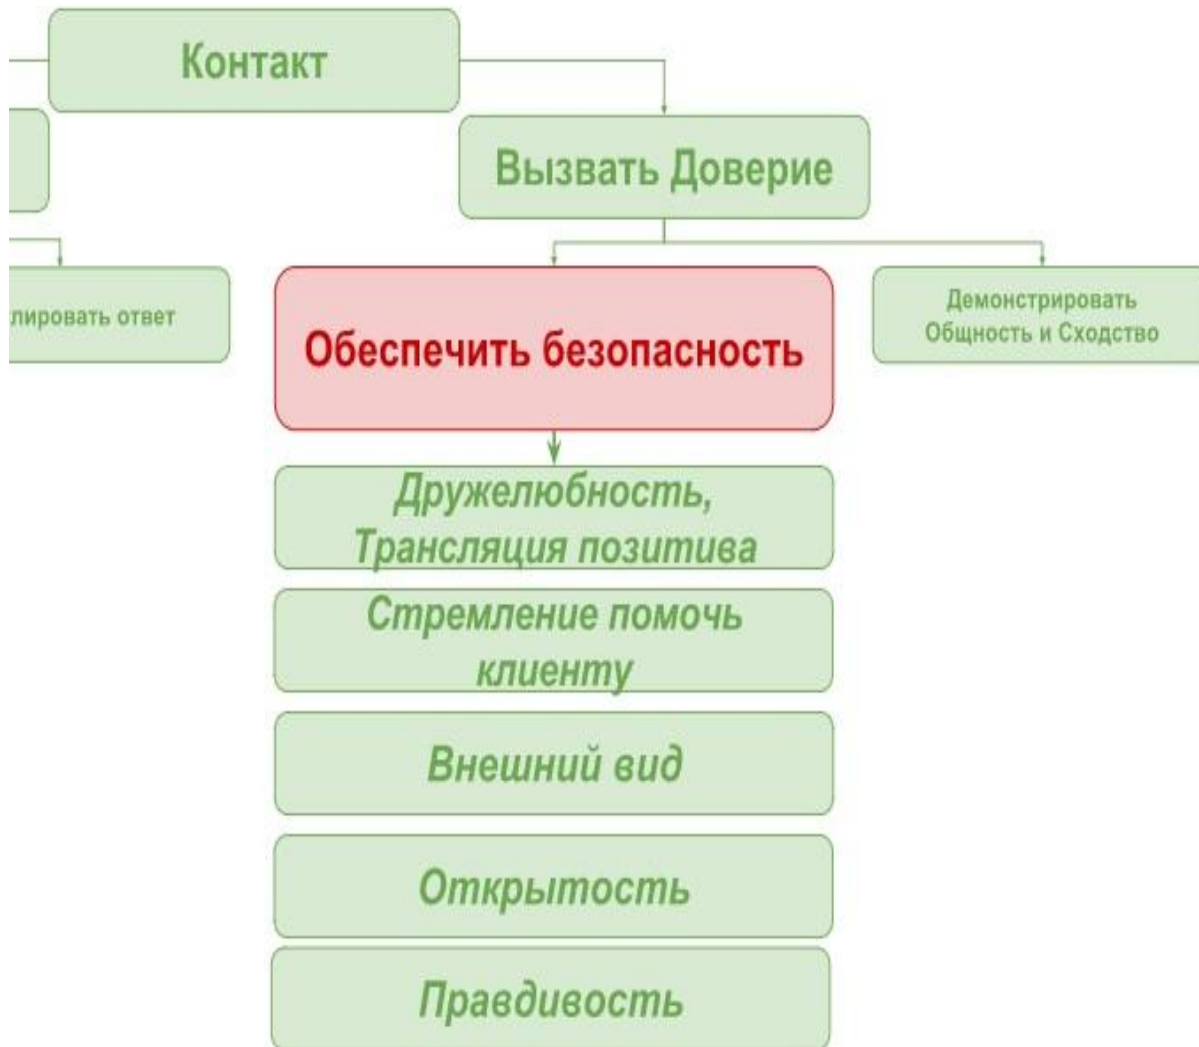 Контакт
Вызвать Доверие
ответ
Обеспечить безопасность
Демонстрировать
Общность и Сходство
Дружелюбность,
Трансляция позитива
Стремление помочь
клиенту
Внешний вид
Открытость
Правдивость